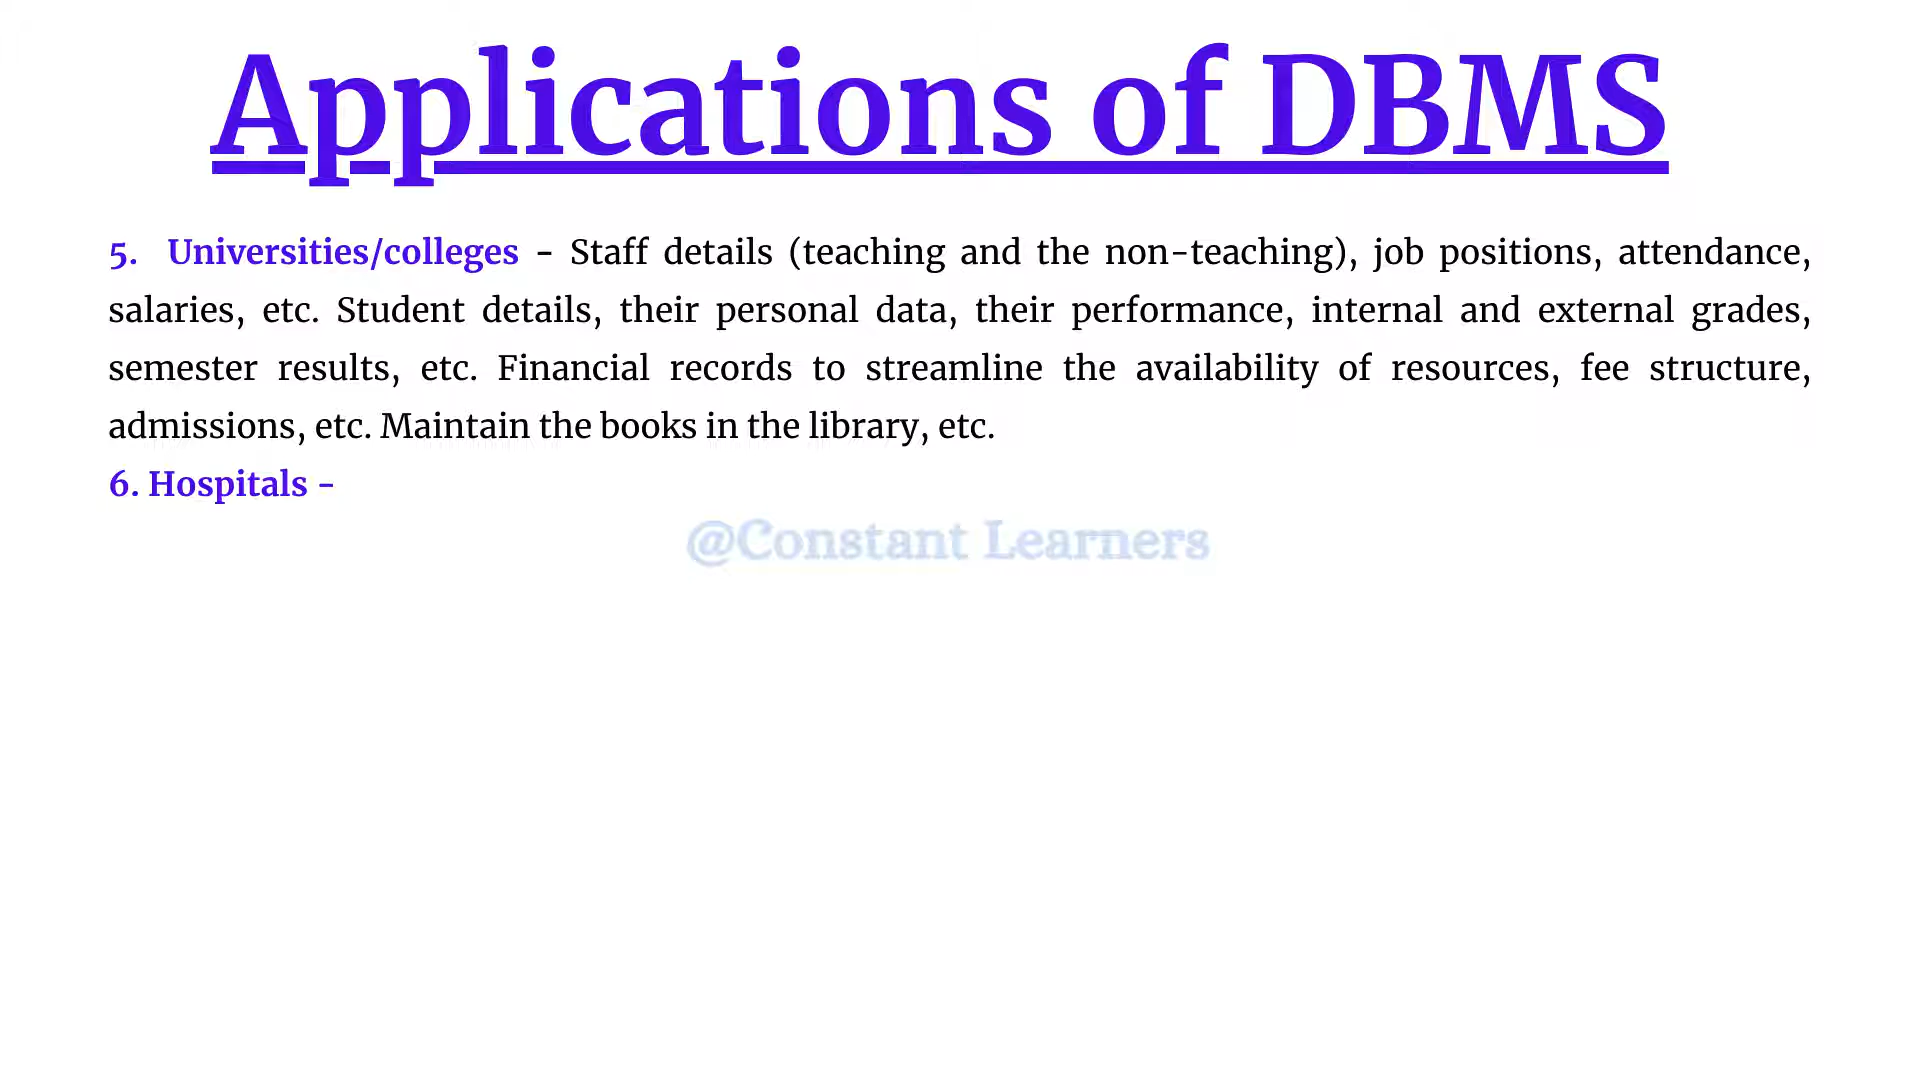 Applications of DBMS
5. Universities/colleges - Staff details (teaching and the non-teaching), job positions, attendance,
salaries, etc. Student details, their personal data, their performance, internal and external grades,
semester results, etc. Financial records to streamline the availability of resources, fee structure,
admissions, etc. Maintain the books in the library, etc.
6. Hospitals -
@Constant Learners